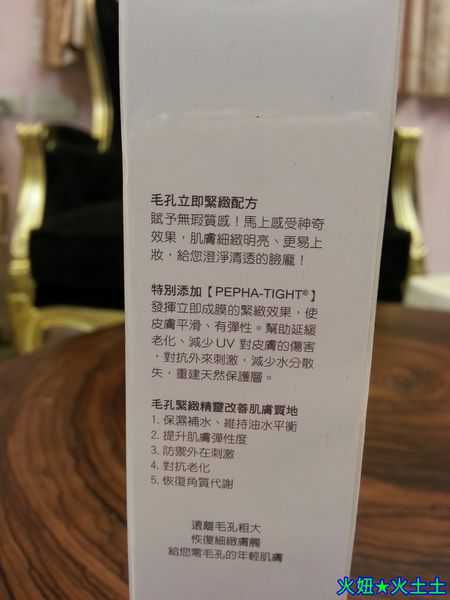 毛孔立即緊緻配方
賦予無瑕質感！馬上感受神奇
效果，肌膚細緻明亮、更易上
妝，給您澄淨清透的臉龐！
特別添加【PEPHA-TIGHT®】
發揮立即成膜的緊緻效果，使
皮膚平滑、有彈性。幫助延緩
老化、減少UV 對皮膚的傷害
，對抗外來刺激，減少水分散
失，重建天然保護層。
毛孔緊緻精靈改善肌膚質地
1. 保濕補水、維持油水平衡
2. 提升肌膚彈性度
3. 防禦外在刺激
4. 對抗老化
5. 恢復角質代謝
遠離毛孔粗大
恢復細緻膚觸
給您零毛孔的年輕肌膚
火妞★火土土